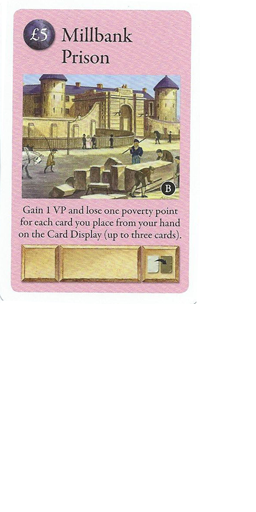 £5
Millbank
Prison
B
Gain 1 VP and lose one poverty point
for each card you place from your hand
on the Card Display (up to three cards).